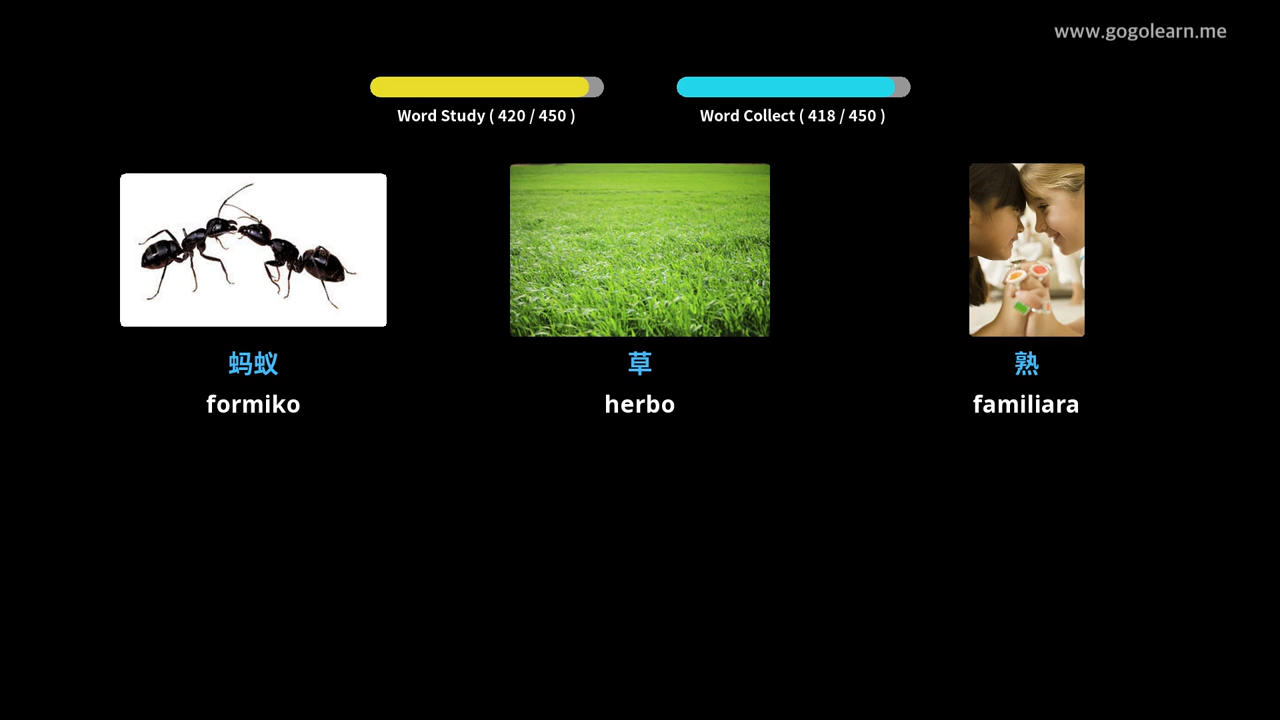 www.gogolearn.me
Word Study ( 420 / 450 )
Word Collect ( 418 / 450 )
蚂蚁
草
熟
formiko
herbo
familiara